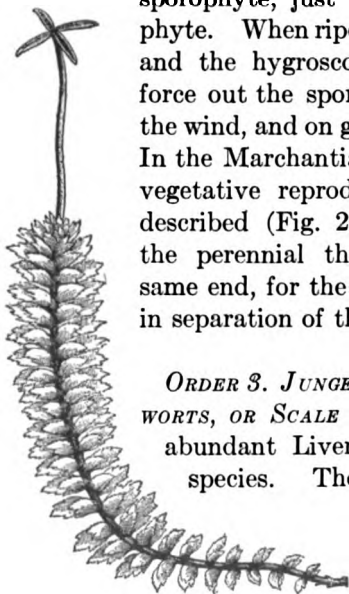 sporophyte, just
phyte. When ripe
and the hygrosc
force out the spor
the wind, and on g
In the Marchantia
vegetative reprod
described (Fig. 2
the perennial th
same end, for the
in separation of th
ORDER 3. JUNGE
WORTS, OR SCALE
abundant Liver
species. The